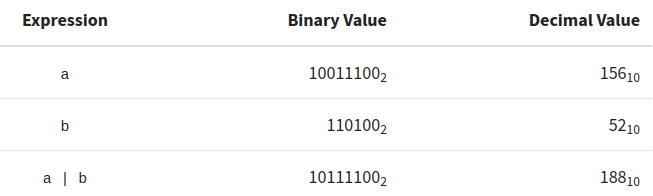 Expression Binary Value Decimal Value
a 10011100₂ 156₁₀
b 110100₂ 52₁₀
a | b 10111100₂ 188₁₀